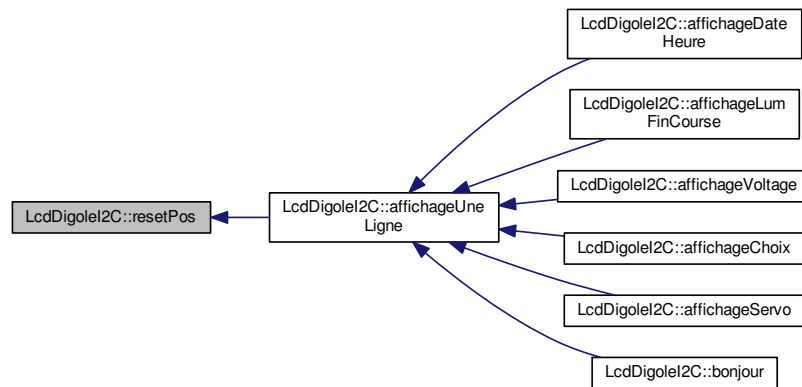 LcdDigoleI2C::affichageDate
Heure
LcdDigoleI2C::affichageLum
FinCourse
LcdDigoleI2C::affichageVoltage
LcdDigoleI2C::resetPos
LcdDigoleI2C::affichageUne
Ligne
LcdDigoleI2C::affichageChoix
LcdDigoleI2C::affichageServo
LcdDigoleI2C::bonjour